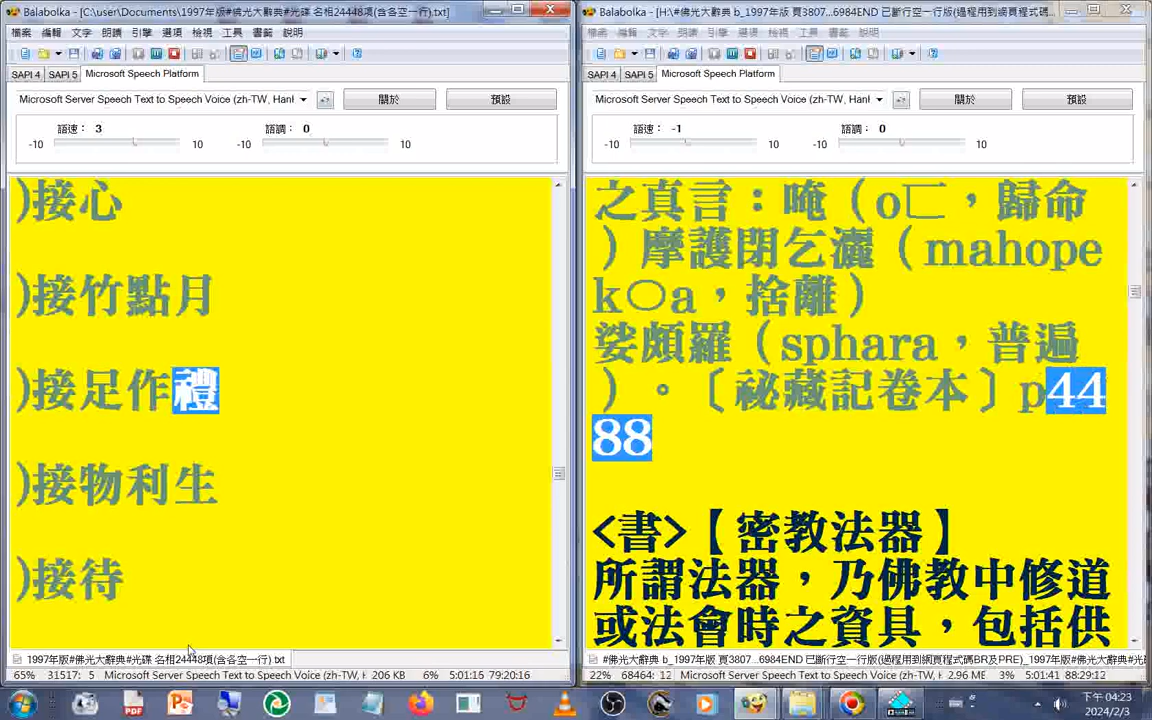 Balabolka - [C:\user\Documents\1997年版#佛光大辭典#光碟 名相24448項(含各空一行).txt]
檔案 編輯 文字 朗讀 引擎 選項 檢視 工具 書籤 說明
SAPI 4 SAPI 5 Microsoft Speech Platform
Microsoft Server Speech Text to Speech Voice (zh-TW, Hanl 關於 預設
語速： 3 語調： 0
-10 10 -10 10
)接心
)接竹點月
)接足作禮
)接物利生
)接待
1997年版#佛光大辭典#光碟 名相24448項(含各空一行).txt
65% 31517: 5 Microsoft Server Speech Text to Speech Voice (zh-TW, H 206 KB 6% 5:01:16 79:20:16
Balabolka - [H:\#佛光大辭典 b_1997年版 頁3807...6984END 已斷行空一行版(過程用到網頁程式碼
檔案 編輯 文字 朗讀 引擎 選項 檢視 工具 書籤 說明
SAPI 4 SAPI 5 Microsoft Speech Platform
Microsoft Server Speech Text to Speech Voice (zh-TW, Hanl 關於 預設
語速： -1 語調： 0
-10 10 -10 10
之真言：唵（o匸，歸命
）摩護閉乞灑（mahope
k〇a，捨離）
娑頗羅（sphara，普遍
）。〔祕藏記卷本〕p44
88
<書>【密教法器】
所謂法器，乃佛教中修道
或法會時之資具，包括供
#佛光大辭典 b_1997年版 頁3807...6984END 已斷行空一行版(過程用到網頁程式碼BR及PRE)_1997年版#光
22% 68464: 12 Microsoft Server Speech Text to Speech Voice (zh-TW, H 2.96 ME 3% 5:01:41 88:29:12
下午 04:23
2024/2/3